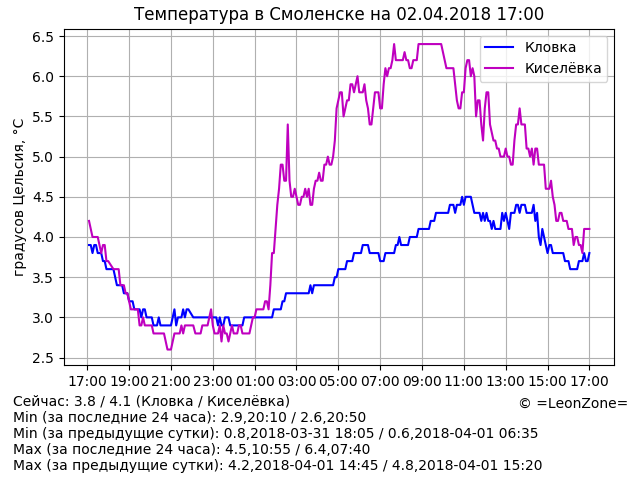 Температура в Смоленске на 02.04.2018 17:00
Кловка
Киселёвка
градусов Цельсия, °C
6.5
6.0
5.5
5.0
4.5
4.0
3.5
3.0
2.5
17:00 19:00 21:00 23:00 01:00 03:00 05:00 07:00 09:00 11:00 13:00 15:00 17:00
Сейчас: 3.8 / 4.1 (Кловка / Киселёвка)
© =LeonZone=
Min (за последние 24 часа): 2.9,20:10 / 2.6,20:50
Min (за предыдущие сутки): 0.8,2018-03-31 18:05 / 0.6,2018-04-01 06:35
Max (за последние 24 часа): 4.5,10:55 / 6.4,07:40
Max (за предыдущие сутки): 4.2,2018-04-01 14:45 / 4.8,2018-04-01 15:20